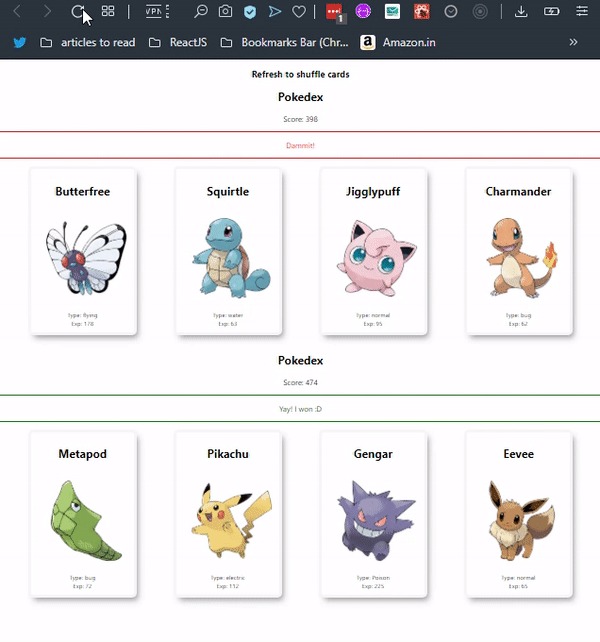 VPN
1
articles to read ReactJS Bookmarks Bar (Chr... a Amazon.in »
Refresh to shuffle cards
Pokedex
Score: 398
Dammit!
Butterfree Squirtle Jigglypuff Charmander
Type: flying Type: water Type: normal Type: bug
Exp: 178 Exp: 63 Exp: 95 Exp: 62
Pokedex
Score: 474
Yay! I won :D
Metapod Pikachu Gengar Eevee
Type: bug Type: electric Type: Poison Type: normal
Exp: 72 Exp: 112 Exp: 225 Exp: 65